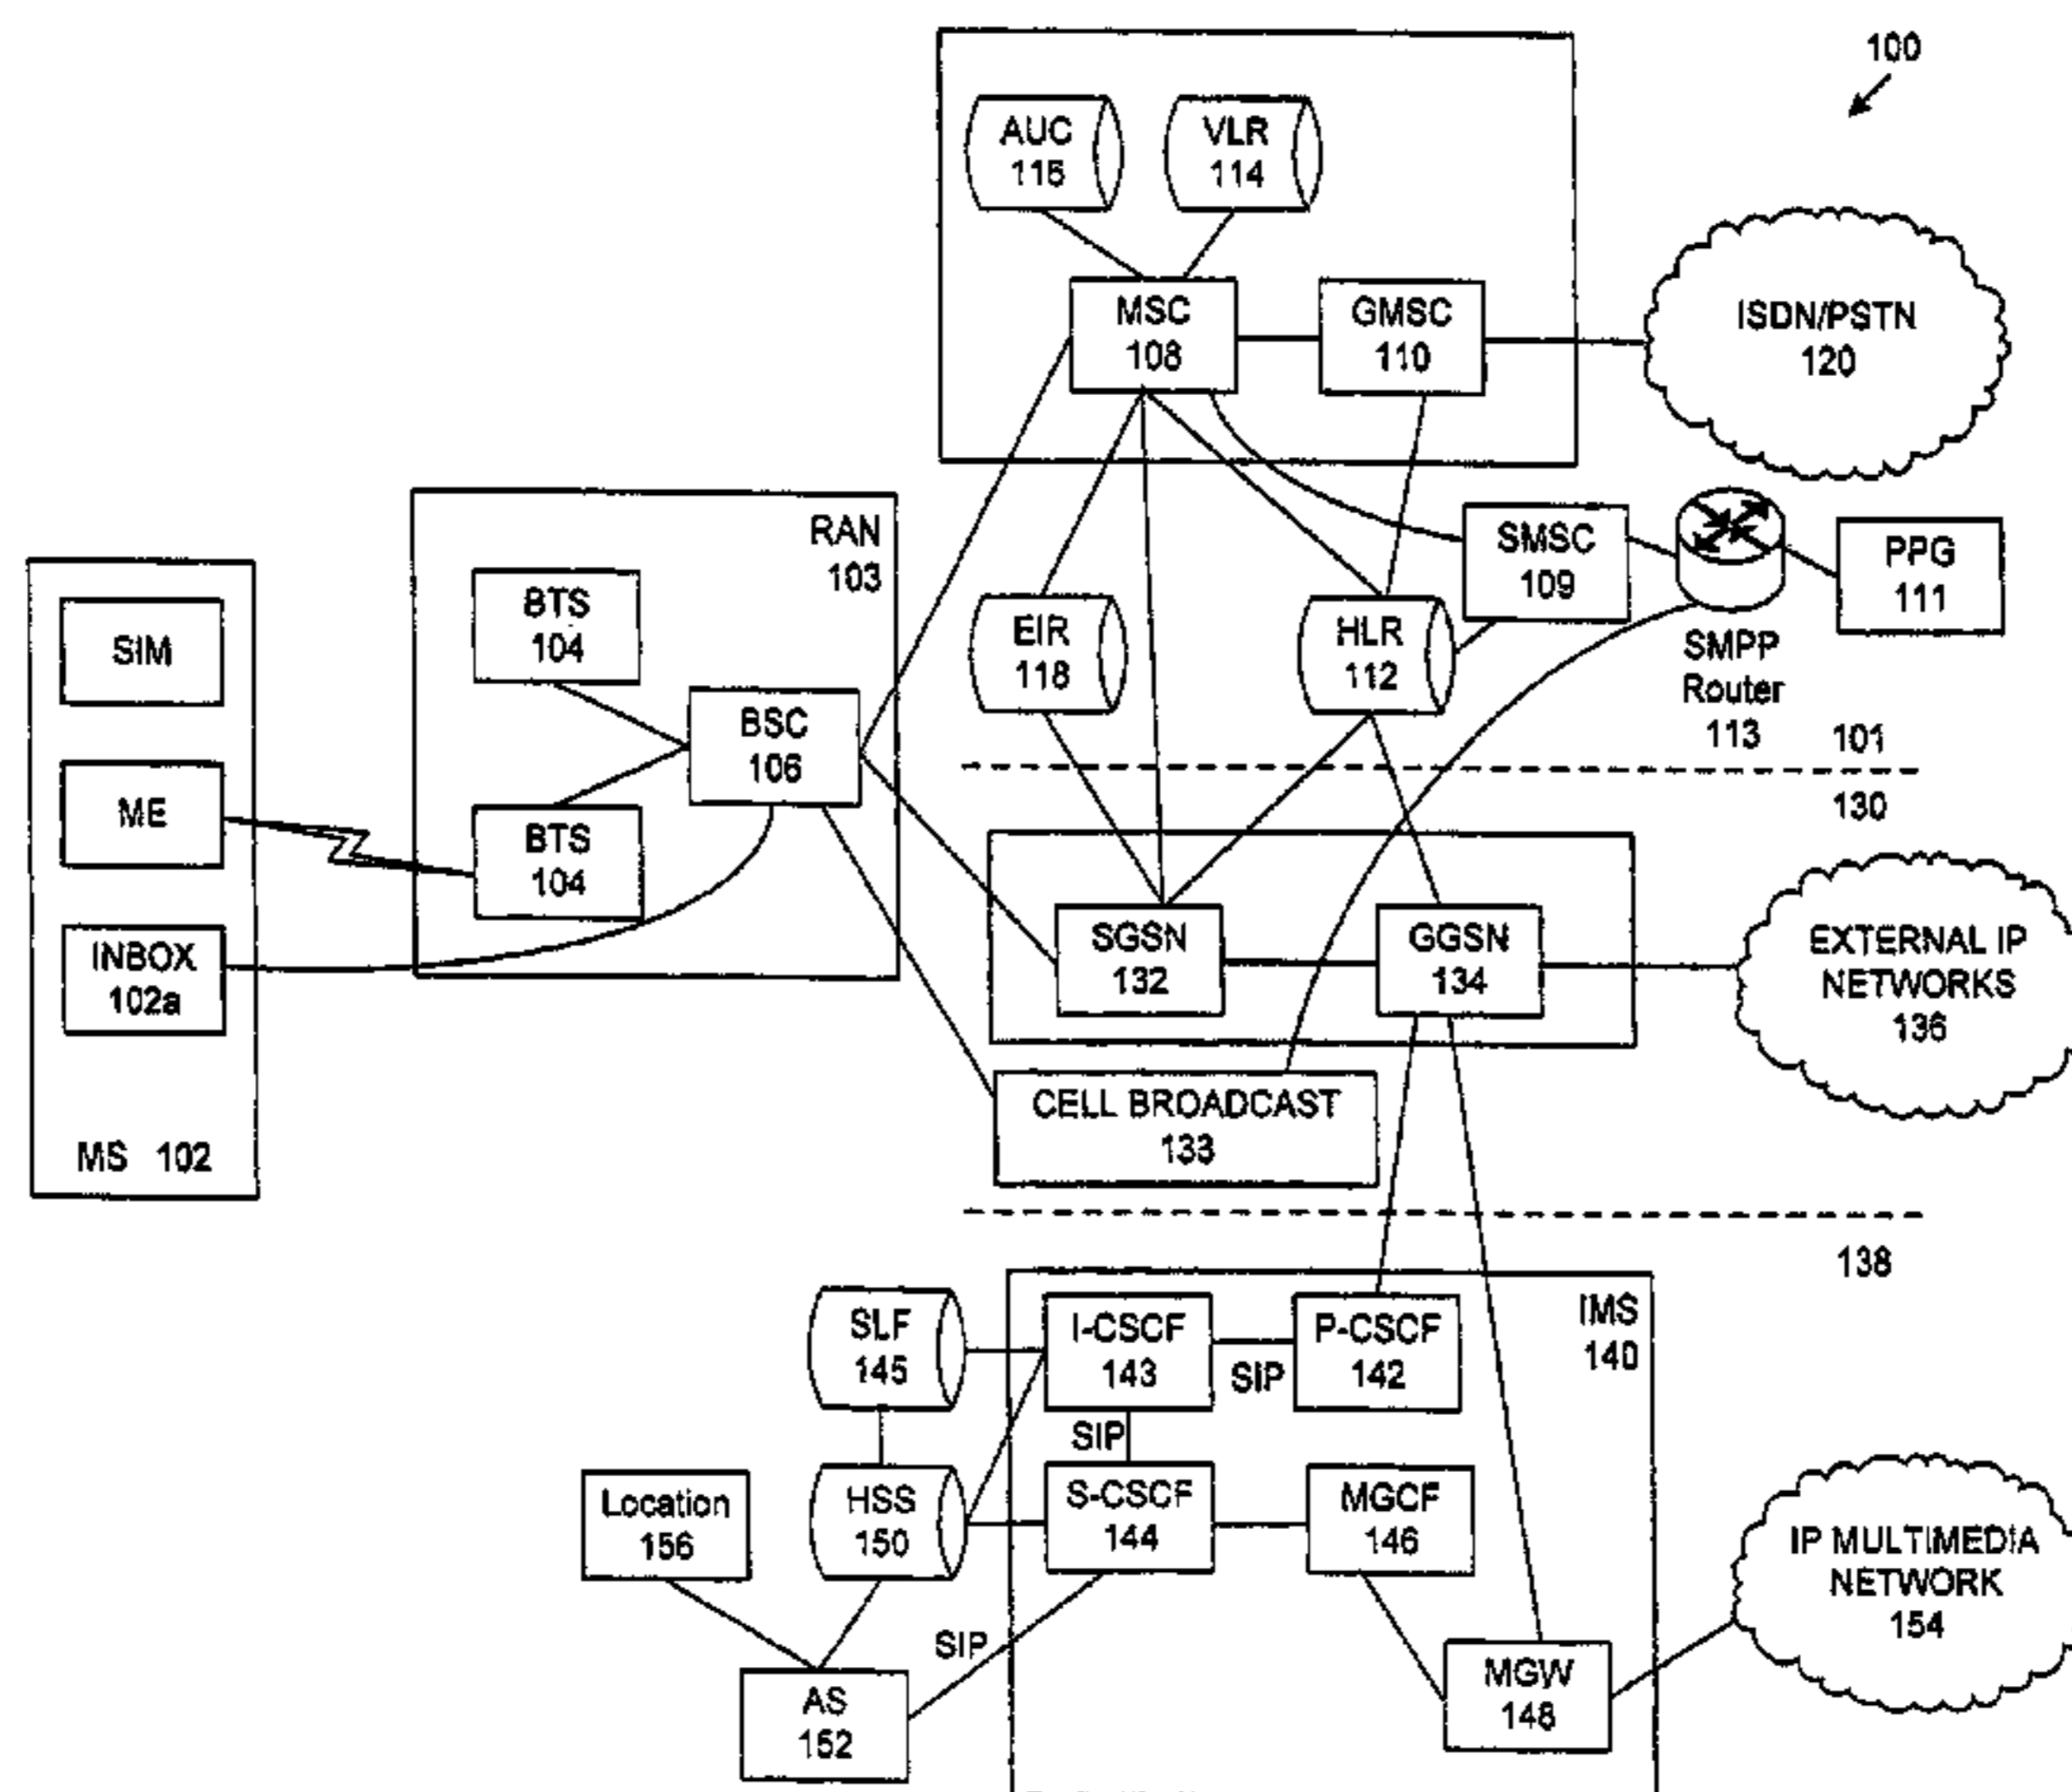 100
AUC
116
VLR
114
MSC
108
GMSC
110
ISDN/PSTN
120
RAN
103
BTS
104
BSC
106
BTS
104
SIM
ME
INBOX
102a
MS 102
EIR
118
HLR
112
SMSC
109
SMPP
Router
113
PPG
111
101
130
SGSN
132
GGSN
134
EXTERNAL IP
NETWORKS
136
CELL BROADCAST
133
138
IMS
140
SLF
145
I-CSCF
143
SIP
P-CSCF
142
SIP
Location
156
HSS
150
S-CSCF
144
MGCF
146
SIP
AS
152
MGW
148
IP MULTIMEDIA
NETWORK
154